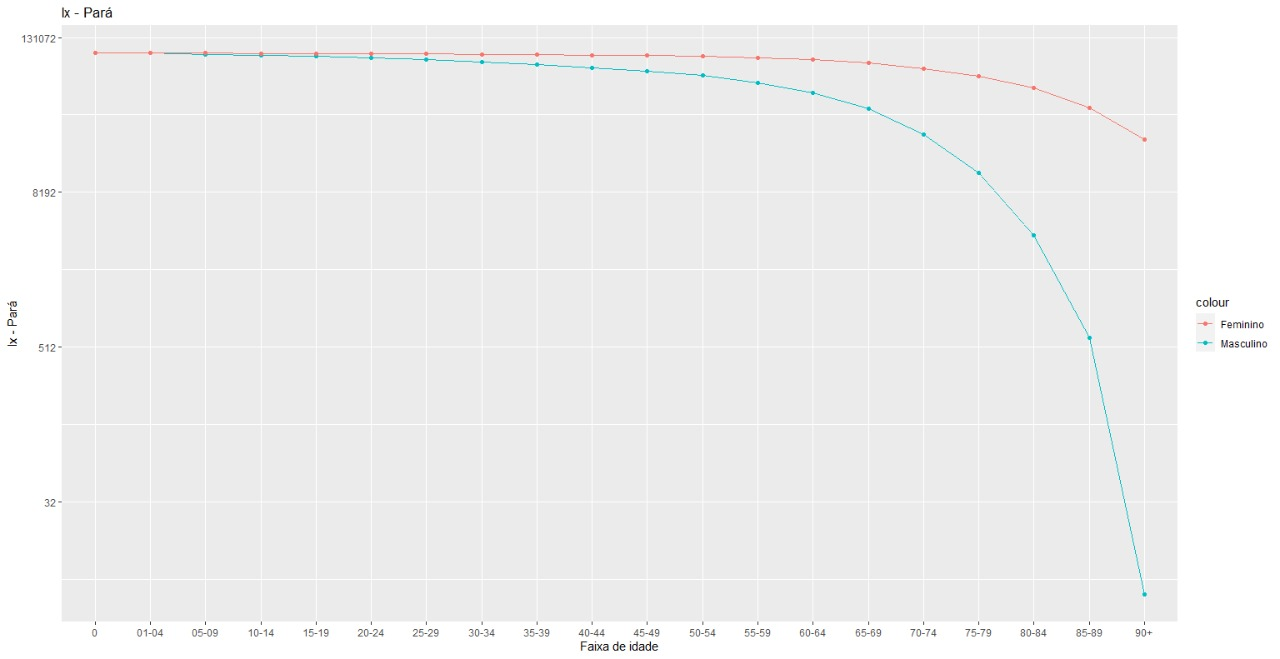 lx - Pará
131072
8192
512
32
lx - Pará
0 01-04 05-09 10-14 15-19 20-24 25-29 30-34 35-39 40-44 45-49 50-54 55-59 60-64 65-69 70-74 75-79 80-84 85-89 90+
Faixa de idade
colour
Feminino
Masculino